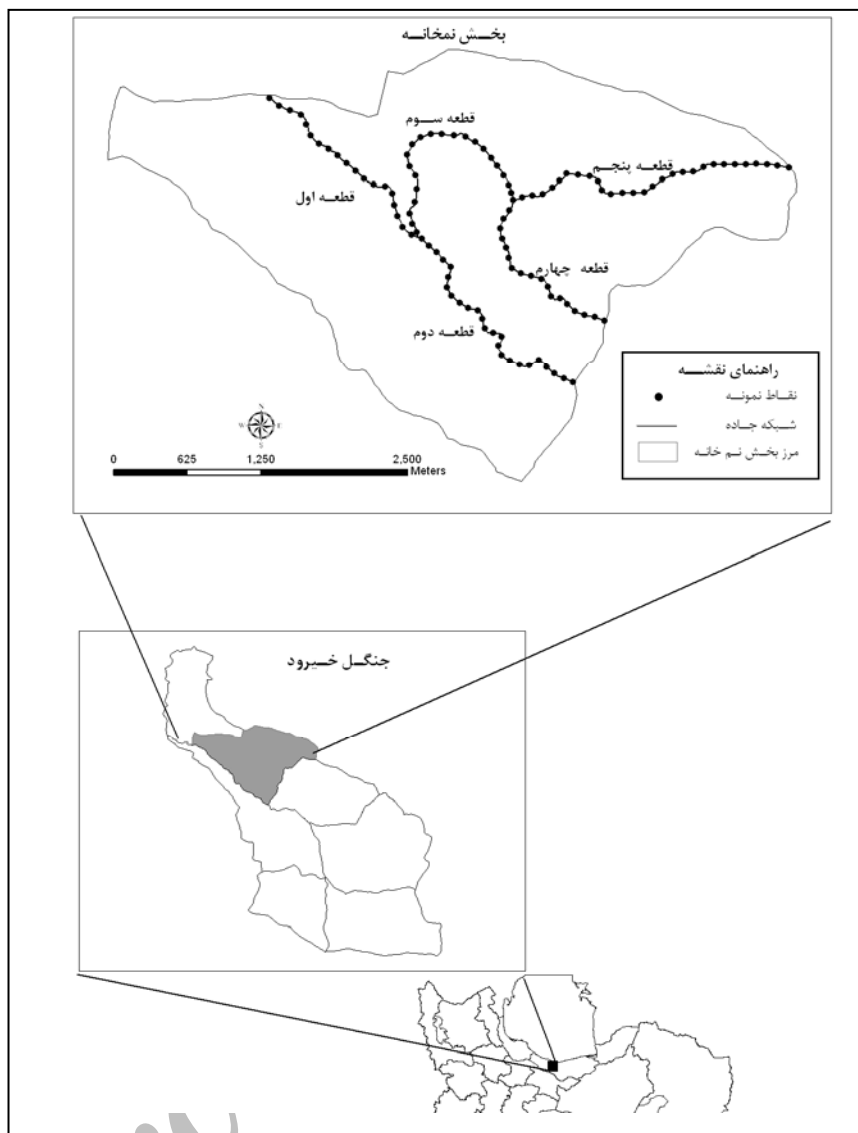 بخش نمخانه
قطعه سوم
قطعه پنجم
قطعه اول
قطعه چهارم
قطعه دوم
راهنمای نقشه
نقاط نمونه
شبکه جاده
مرز بخش نم خانه
N
W E
S
0 625 1,250 2,500
Meters
جنگل خیرود